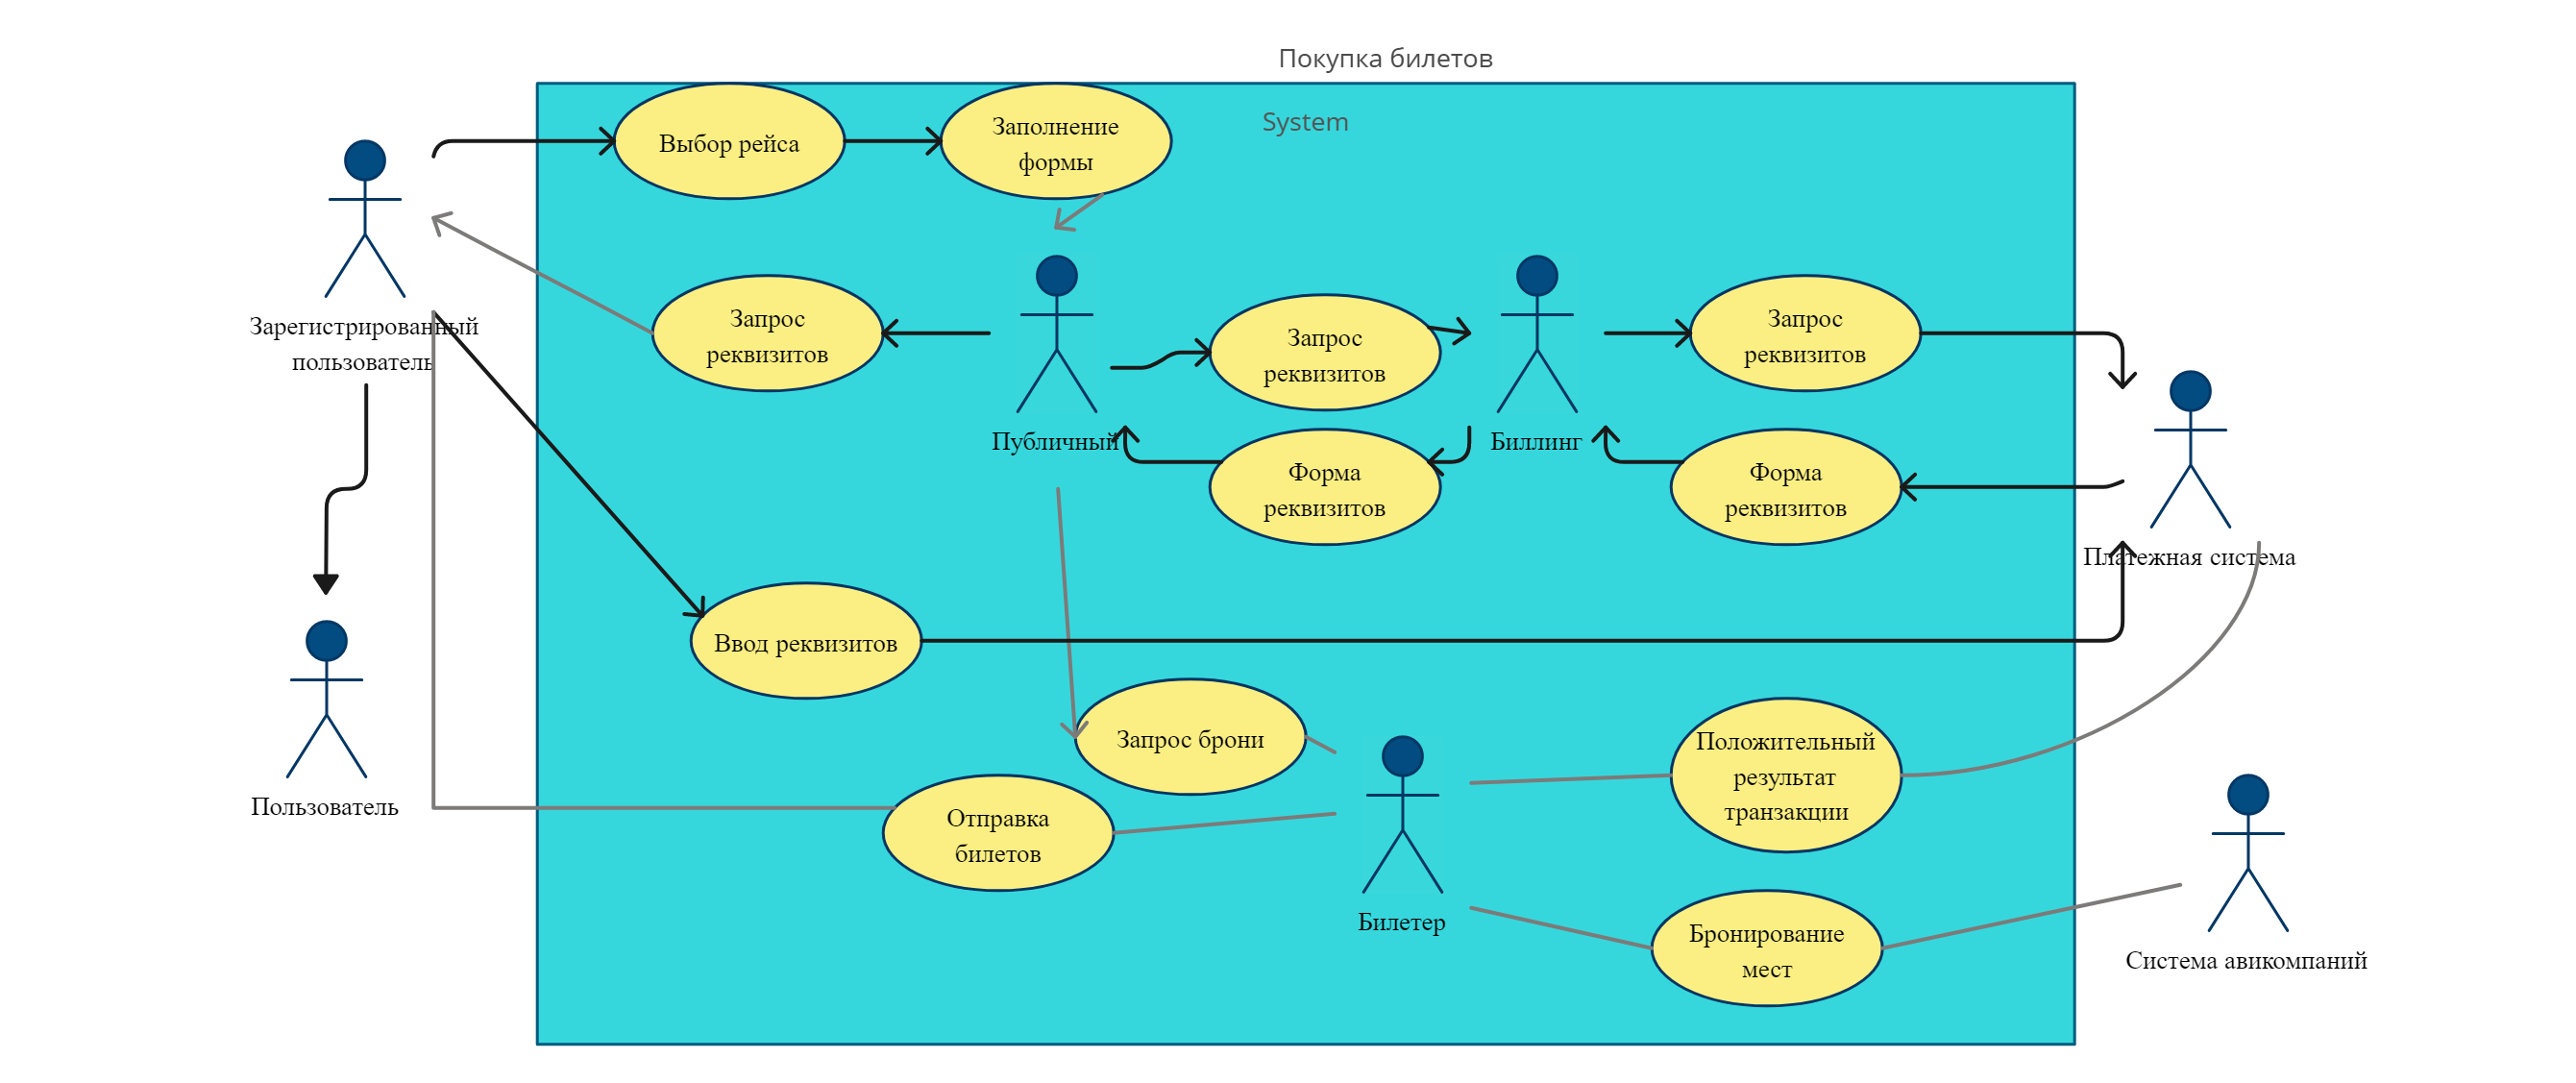 Покупка билетов
System
Выбор рейса
Заполнение
формы
Зарегистрированный
пользователь
Запрос
реквизитов
Публичный
Запрос
реквизитов
Биллинг
Запрос
реквизитов
Форма
реквизитов
Форма
реквизитов
Платежная система
Ввод реквизитов
Пользователь
Запрос брони
Отправка
билетов
Билетер
Положительный
результат
транзакции
Бронирование
мест
Система авикомпаний